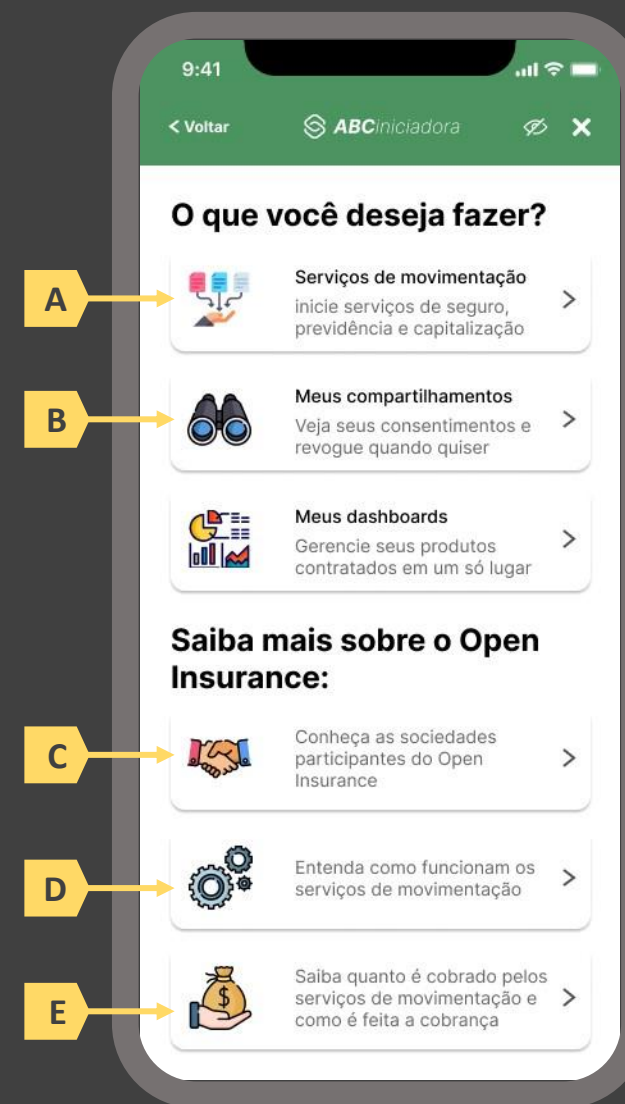 9:41
< Voltar
ABCiniciadora
O que você deseja fazer?
A
Serviços de movimentação
inicie serviços de seguro,
previdência e capitalização
B
Meus compartilhamentos
Veja seus consentimentos e
revogue quando quiser
Meus dashboards
Gerencie seus produtos
contratados em um só lugar
Saiba mais sobre o Open
Insurance:
C
Conheça as sociedades
participantes do Open
Insurance
D
Entenda como funcionam os
serviços de movimentação
E
Saiba quanto é cobrado pelos
serviços de movimentação e
como é feita a cobrança